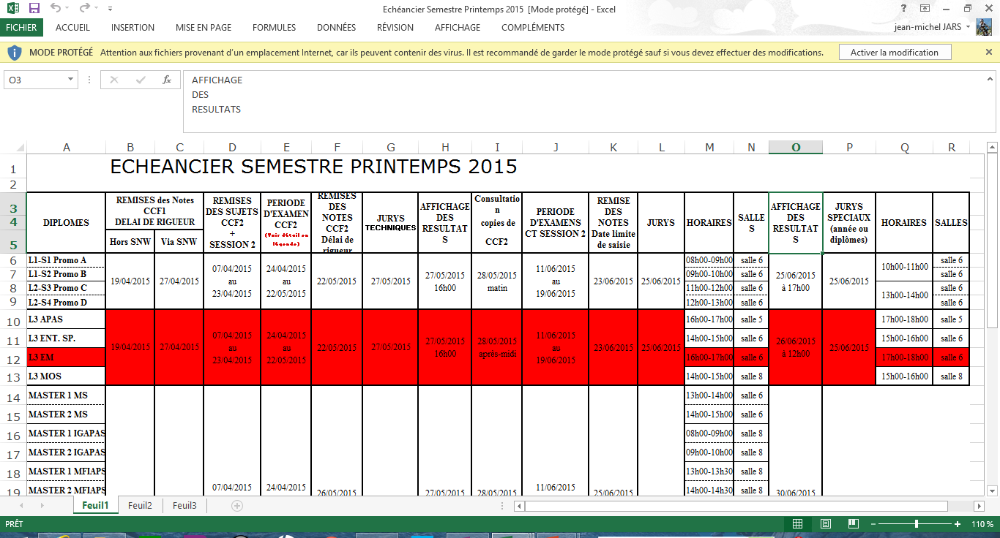 Echéancier Semestre Printemps 2015 [Mode protégé] - Excel
FICHIER ACCUEIL INSERTION MISE EN PAGE FORMULES DONNÉES RÉVISION AFFICHAGE COMPLÉMENTS jean-michel JARS
MODE PROTÉGÉ Attention aux fichiers provenant d'un emplacement Internet, car ils peuvent contenir des virus. Il est recommandé de garder le mode protégé sauf si vous devez effectuer des modifications. Activer la modification
O3 fx AFFICHAGE
DES
RESULTATS
A B C D E F G H I J K L M N O P Q R
1 ECHEANCIER SEMESTRE PRINTEMPS 2015
2
3
4
5
DIPLOMES
REMISES des Notes
CCF1
DELAI DE RIGUEUR
Hors SNW Via SNW
REMISES
DES SUJETS
CCF2
+
SESSION 2
PERIODE
D'EXAMEN
CCF2
(Voir détail en
légende)
REMISES
DES
NOTES
CCF2
Délai de
rigueur
JURYS
TECHNIQUES
AFFICHAGE
DES
RESULTAT
S
Consultatio
n
copies de
CCF2
PERIODE
D'EXAMENS
CT SESSION 2
REMISE
DES
NOTES
Date limite
de saisie
JURYS
HORAIRES
SALLE
S
AFFICHAGE
DES
RESULTAT
S
JURYS
SPECIAUX
(année ou
diplômes)
HORAIRES
SALLES
6 L1-S1 Promo A
7 L1-S2 Promo B
8 L2-S3 Promo C
9 L2-S4 Promo D
19/04/2015
27/04/2015
07/04/2015
au
23/04/2015
24/04/2015
au
22/05/2015
22/05/2015
27/05/2015
27/05/2015
16h00
28/05/2015
matin
11/06/2015
au
19/06/2015
23/06/2015
25/06/2015
08h00-09h00 salle 6
09h00-10h00 salle 6
11h00-12h00 salle 6
12h00-13h00 salle 6
25/06/2015
à 17h00
25/06/2015
10h00-11h00
13h00-14h00
salle 6
salle 6
salle 6
salle 6
10 L3 APAS
11 L3 ENT. SP.
12 L3 EM
13 L3 MOS
19/04/2015
27/04/2015
07/04/2015
au
23/04/2015
24/04/2015
au
22/05/2015
22/05/2015
27/05/2015
27/05/2015
16h00
28/05/2015
après-midi
11/06/2015
au
19/06/2015
23/06/2015
25/06/2015
16h00-17h00 salle 5
14h00-15h00 salle 6
16h00-17h00 salle 6
14h00-15h00 salle 8
26/06/2015
à 12h00
25/06/2015
17h00-18h00 salle 5
15h00-16h00 salle 6
17h00-18h00 salle 6
15h00-16h00 salle 8
14 MASTER 1 MS 13h00-14h00 salle 6
15 MASTER 2 MS 14h00-15h00 salle 6
16 MASTER 1 IGAPAS 08h00-09h00 salle 8
17 MASTER 2 IGAPAS 09h00-10h00 salle 8
18 MASTER 1 MFIAPS 13h00-13h30 salle 8
19 MASTER 2 MFIAPS 07/04/2015 24/04/2015 26/05/2015 27/05/2015 28/05/2015 11/06/2015 25/06/2015 14h00-14h30 salle 8 30/06/2015
Feuil1 Feuil2 Feuil3
PRÊT 110 %